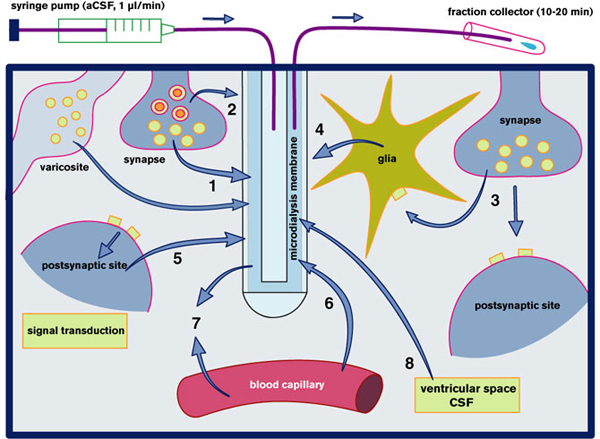 syringe pump (aCSF, 1 µl/min)
fraction collector (10-20 min)
2
synapse
varicosite
1
4
glia
microdialysis membrane
synapse
3
postsynaptic site
5
signal transduction
7
6
postsynaptic site
blood capillary
8
ventricular space
CSF